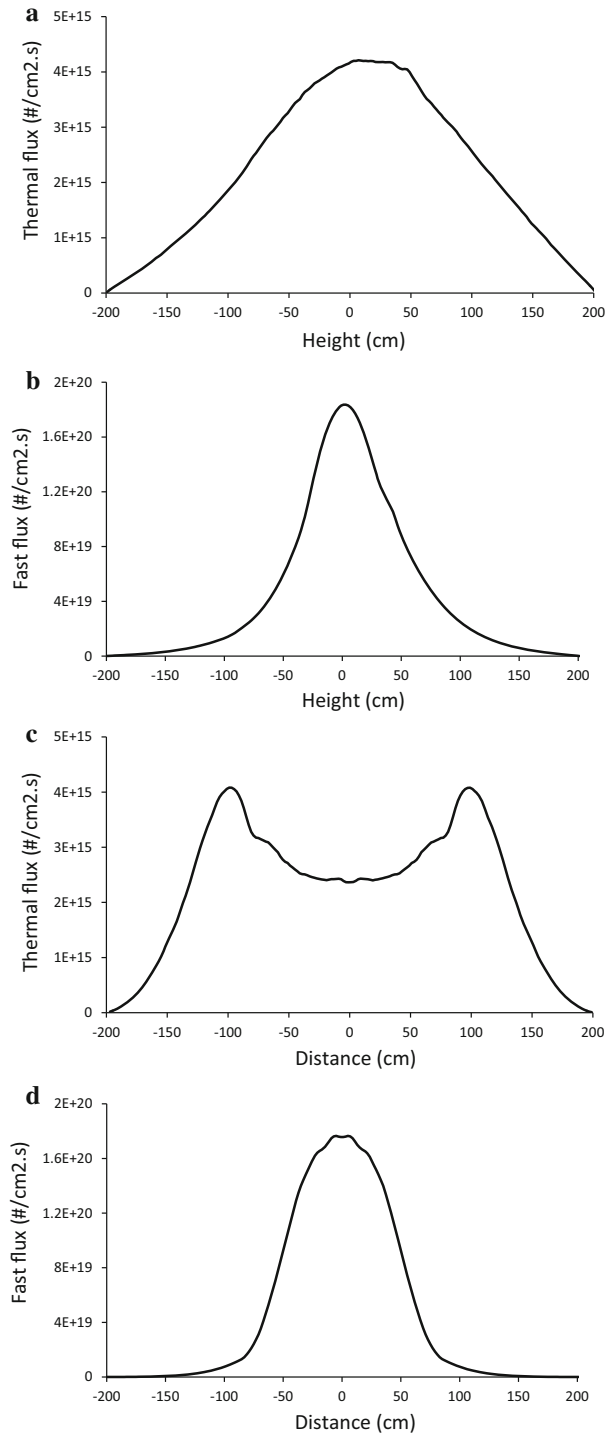 a
Thermal flux (#/cm2.s)
5E+15
4E+15
3E+15
2E+15
1E+15
0
-200 -150 -100 -50 0 50 100 150 200
Height (cm)
b
Fast flux (#/cm2.s)
2E+20
1.6E+20
1.2E+20
8E+19
4E+19
0
-200 -150 -100 -50 0 50 100 150 200
Height (cm)
c
Thermal flux (#/cm2.s)
5E+15
4E+15
3E+15
2E+15
1E+15
0
-200 -150 -100 -50 0 50 100 150 200
Distance (cm)
d
Fast flux (#/cm2.s)
2E+20
1.6E+20
1.2E+20
8E+19
4E+19
0
-200 -150 -100 -50 0 50 100 150 200
Distance (cm)